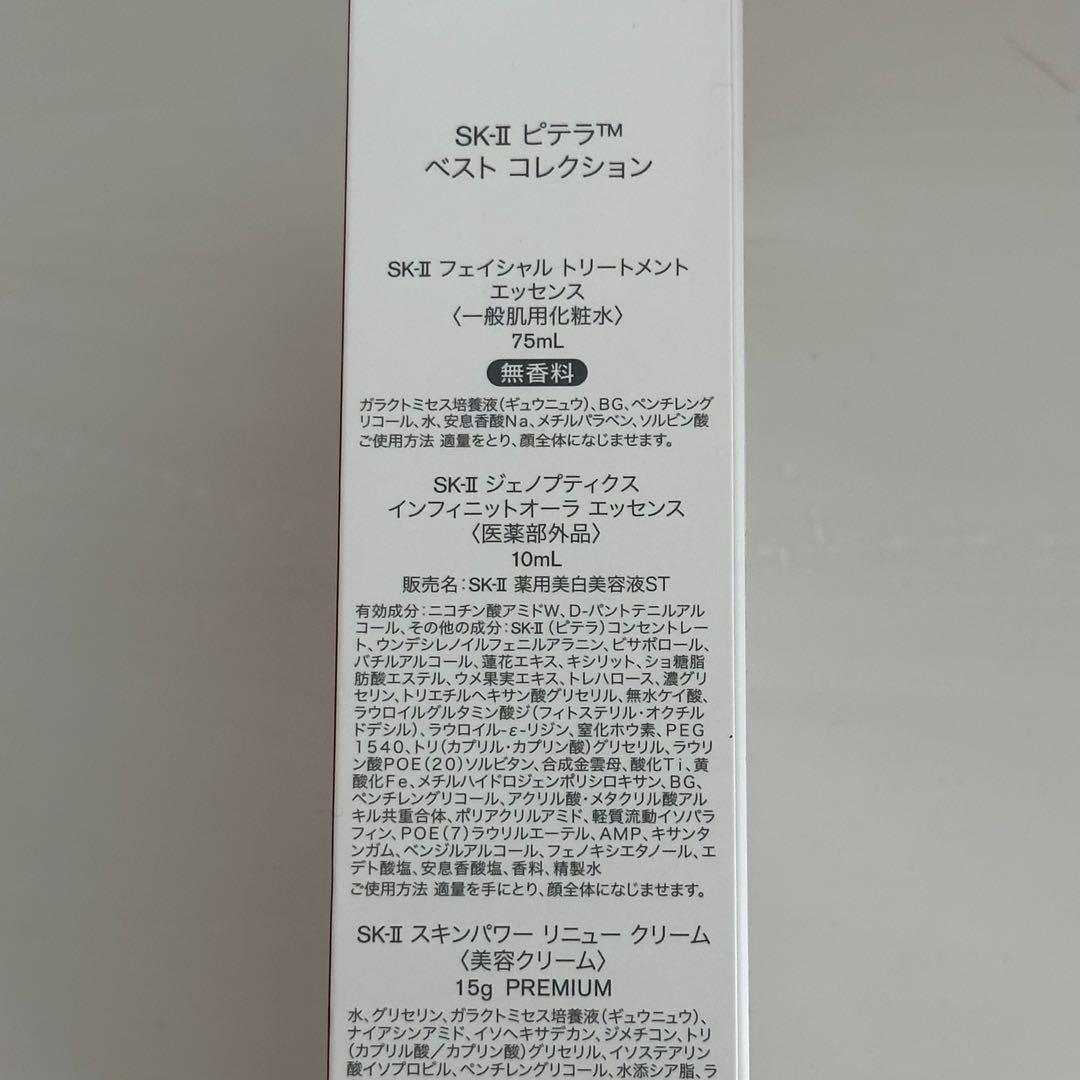 SK-Ⅱ ピテラ™
ベスト コレクション
SK-Ⅱ フェイシャル トリートメント
エッセンス
〈一般肌用化粧水〉
75mL
無香料
ガラクトミセス培養液(ギュウニュウ)、BG、ペンチレング
リコール、水、安息香酸Na、メチルパラベン、ソルビン酸
ご使用方法 適量をとり、顔全体になじませます。
SK-Ⅱ ジェノプティクス
インフィニットオーラ エッセンス
〈医薬部外品〉
10mL
販売名：SK-Ⅱ 薬用美白美容液ST
有効成分：ニコチン酸アミドW、D-パントテニルアル
コール、その他の成分：SK-Ⅱ(ピテラ)コンセントレー
ト、ウンデシレノイルフェニルアラニン、ビサボロール、
バチルアルコール、蓮花エキス、キシリット、ショ糖脂
肪酸エステル、ウメ果実エキス、トレハロース、濃グリ
セリン、トリエチルヘキサン酸グリセリル、無水ケイ酸、
ラウロイルグルタミン酸ジ(フィトステリル・オクチル
ドデシル)、ラウロイル-ε-リジン、窒化ホウ素、PEG
1540、トリ(カプリル・カプリン酸)グリセリル、ラウリ
ン酸POE(20)ソルビタン、合成金雲母、酸化Ti、黄
酸化Fe、メチルハイドロジェンポリシロキサン、BG、
ペンチレングリコール、アクリル酸・メタクリル酸アル
キル共重合体、ポリアクリルアミド、軽質流動イソパラ
フィン、POE(7)ラウリルエーテル、AMP、キサンタ
ンガム、ベンジルアルコール、フェノキシエタノール、エ
デト酸塩、安息香酸塩、香料、精製水
ご使用方法 適量を手にとり、顔全体になじませます。
SK-Ⅱ スキンパワー リニュー クリーム
〈美容クリーム〉
15g PREMIUM
水、グリセリン、ガラクトミセス培養液(ギュウニュウ)、
ナイアシンアミド、イソヘキサデカン、ジメチコン、トリ
(カプリル酸／カプリン酸)グリセリル、イソステアリン
酸イソプロピル、ペンチレングリコール、水添シア脂、ラ